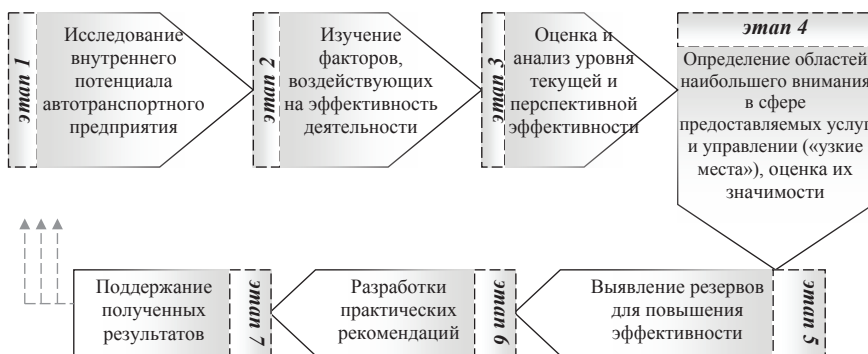 этап 1
Исследование
внутреннего
потенциала
автотранспортного
предприятия
этап 2
Изучение
факторов,
воздействующих
на эффективность
деятельности
этап 3
Оценка и
анализ уровня
текущей и
перспективной
эффективности
этап 4
Определение областей
наибольшего внимания
в сфере
предоставляемых услуг
и управлении («узкие
места»), оценка их
значимости
этап 5
Выявление резервов
для повышения
эффективности
этап 6
Разработки
практических
рекомендаций
этап 7
Поддержание
полученных
результатов